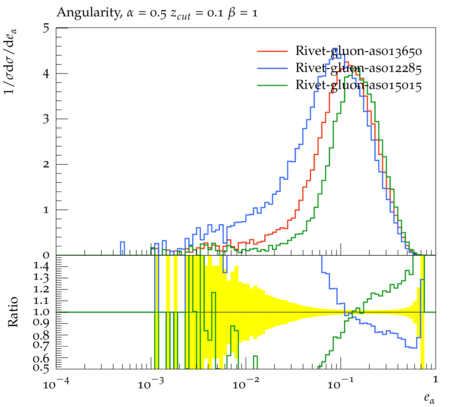 Angularity, α = 0.5 z_cut = 0.1 β = 1
1/σdσ/de_α
5
4
3
2
1
0
Rivet-gluon-aso13650
Rivet-gluon-aso12285
Rivet-gluon-aso15015
Ratio
1.4
1.3
1.2
1.1
1.0
0.9
0.8
0.7
0.6
0.5
10⁻⁴ 10⁻³ 10⁻² 10⁻¹ 1
e_α